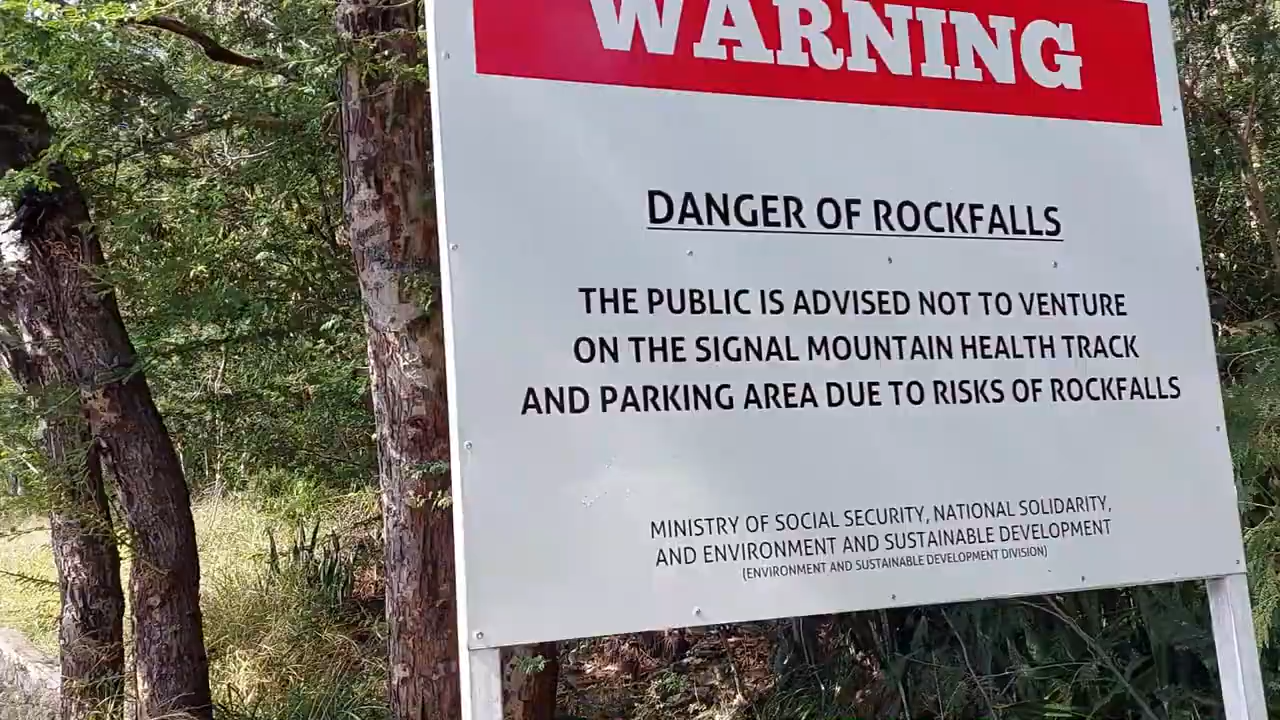 WARNING
DANGER OF ROCKFALLS
THE PUBLIC IS ADVISED NOT TO VENTURE
ON THE SIGNAL MOUNTAIN HEALTH TRACK
AND PARKING AREA DUE TO RISKS OF ROCKFALLS
MINISTRY OF SOCIAL SECURITY, NATIONAL SOLIDARITY,
AND ENVIRONMENT AND SUSTAINABLE DEVELOPMENT
(ENVIRONMENT AND SUSTAINABLE DEVELOPMENT DIVISION)